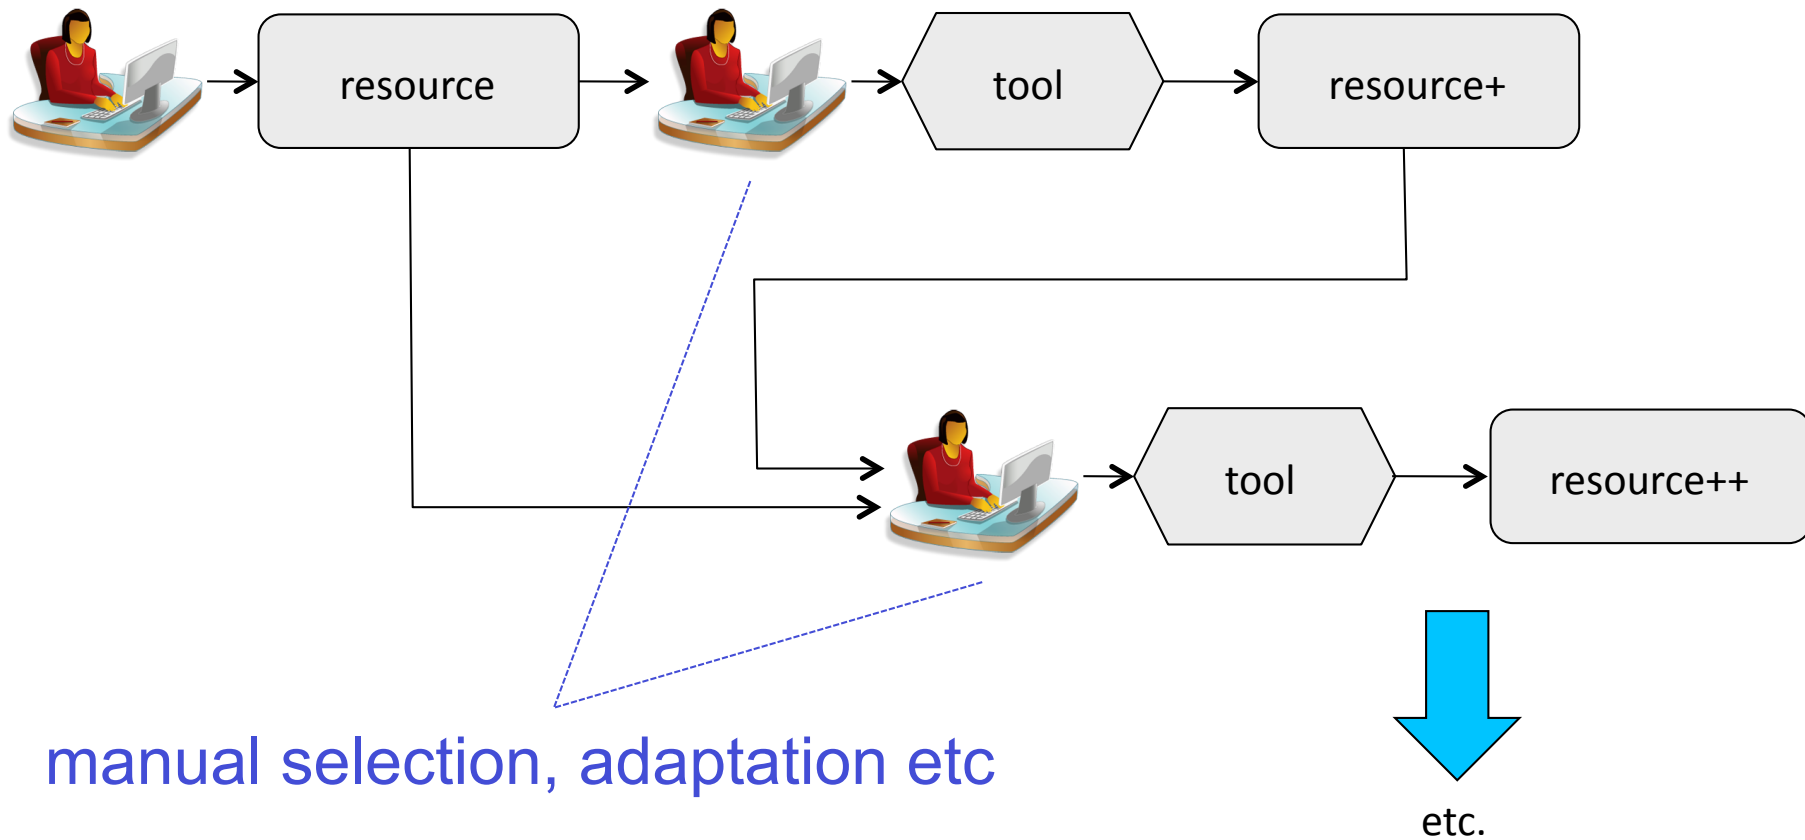 resource
tool
resource+
tool
resource++
manual selection, adaptation etc
etc.